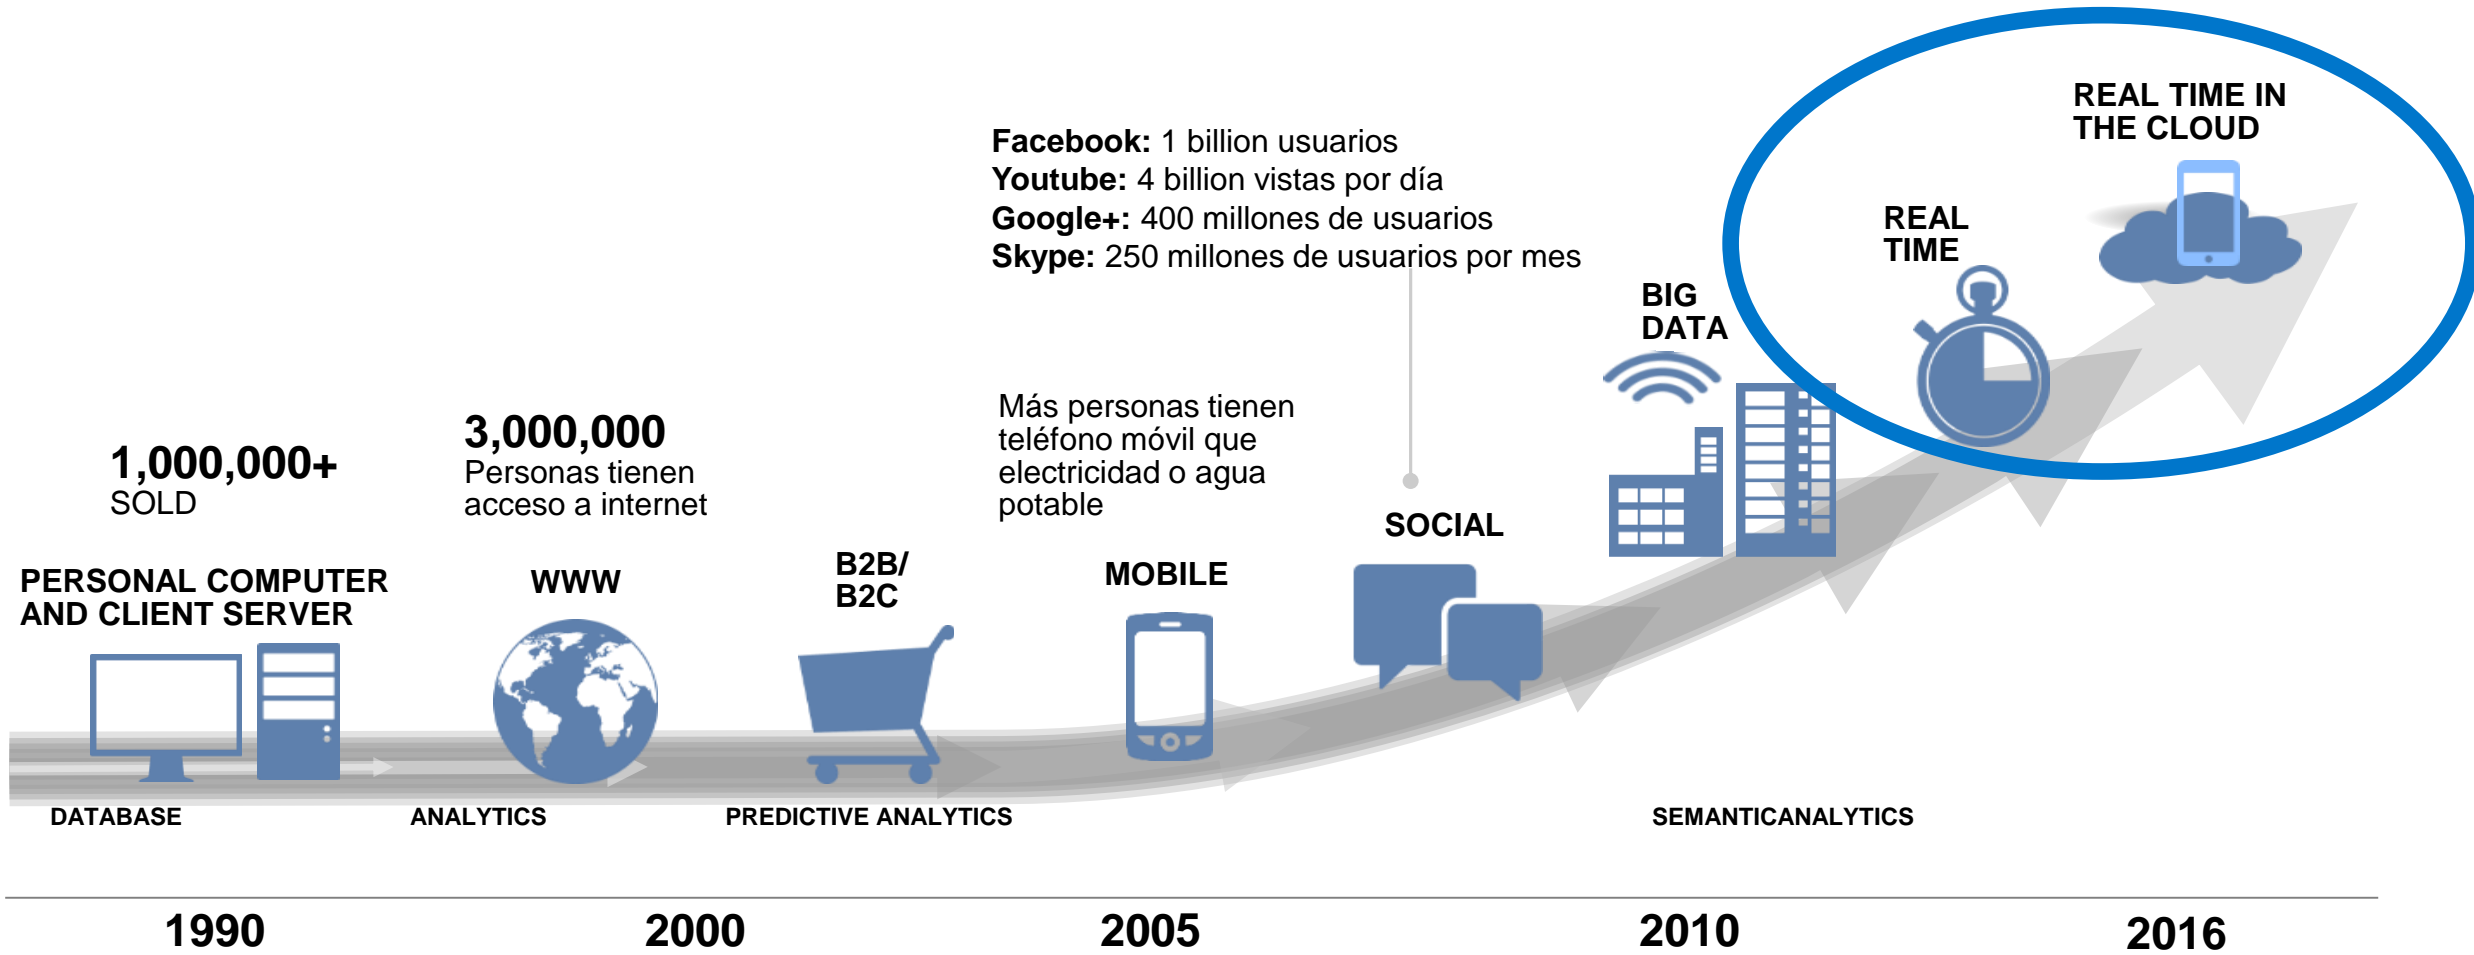 REAL TIME IN
THE CLOUD
Facebook: 1 billion usuarios
Youtube: 4 billion vistas por día
Google+: 400 millones de usuarios
Skype: 250 millones de usuarios por mes
REAL
TIME
BIG
DATA
1,000,000+
SOLD
3,000,000
Personas tienen
acceso a internet
Más personas tienen
teléfono móvil que
electricidad o agua
potable
SOCIAL
PERSONAL COMPUTER
AND CLIENT SERVER
WWW
B2B/
B2C
MOBILE
DATABASE
ANALYTICS
PREDICTIVE ANALYTICS
SEMANTICANALYTICS
1990
2000
2005
2010
2016